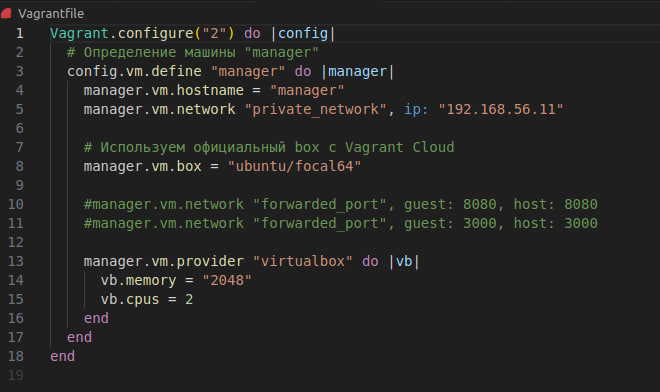 Vagrantfile
1 Vagrant.configure("2") do |config|
2 # Определение машины "manager"
3 config.vm.define "manager" do |manager|
4 manager.vm.hostname = "manager"
5 manager.vm.network "private_network", ip: "192.168.56.11"
6
7 # Используем официальный box с Vagrant Cloud
8 manager.vm.box = "ubuntu/focal64"
9
10 #manager.vm.network "forwarded_port", guest: 8080, host: 8080
11 #manager.vm.network "forwarded_port", guest: 3000, host: 3000
12
13 manager.vm.provider "virtualbox" do |vb|
14 vb.memory = "2048"
15 vb.cpus = 2
16 end
17 end
18 end
19